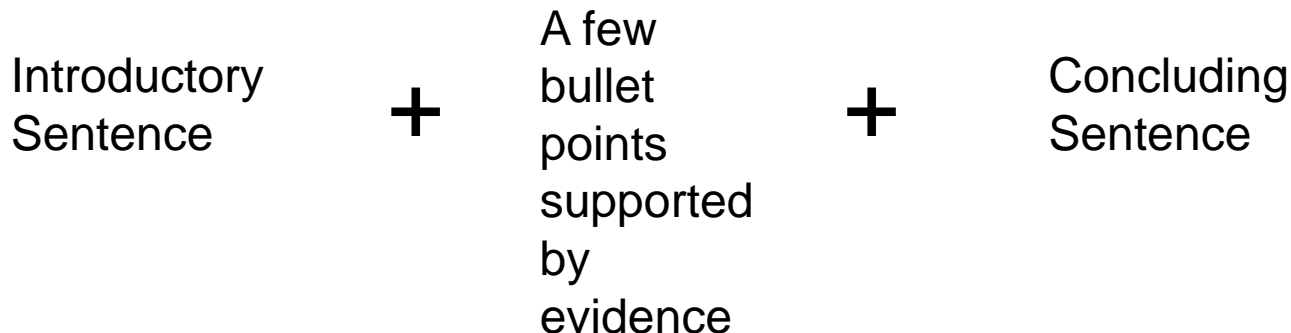 Introductory
Sentence
+
A few
bullet
points
supported
by
evidence
+
Concluding
Sentence